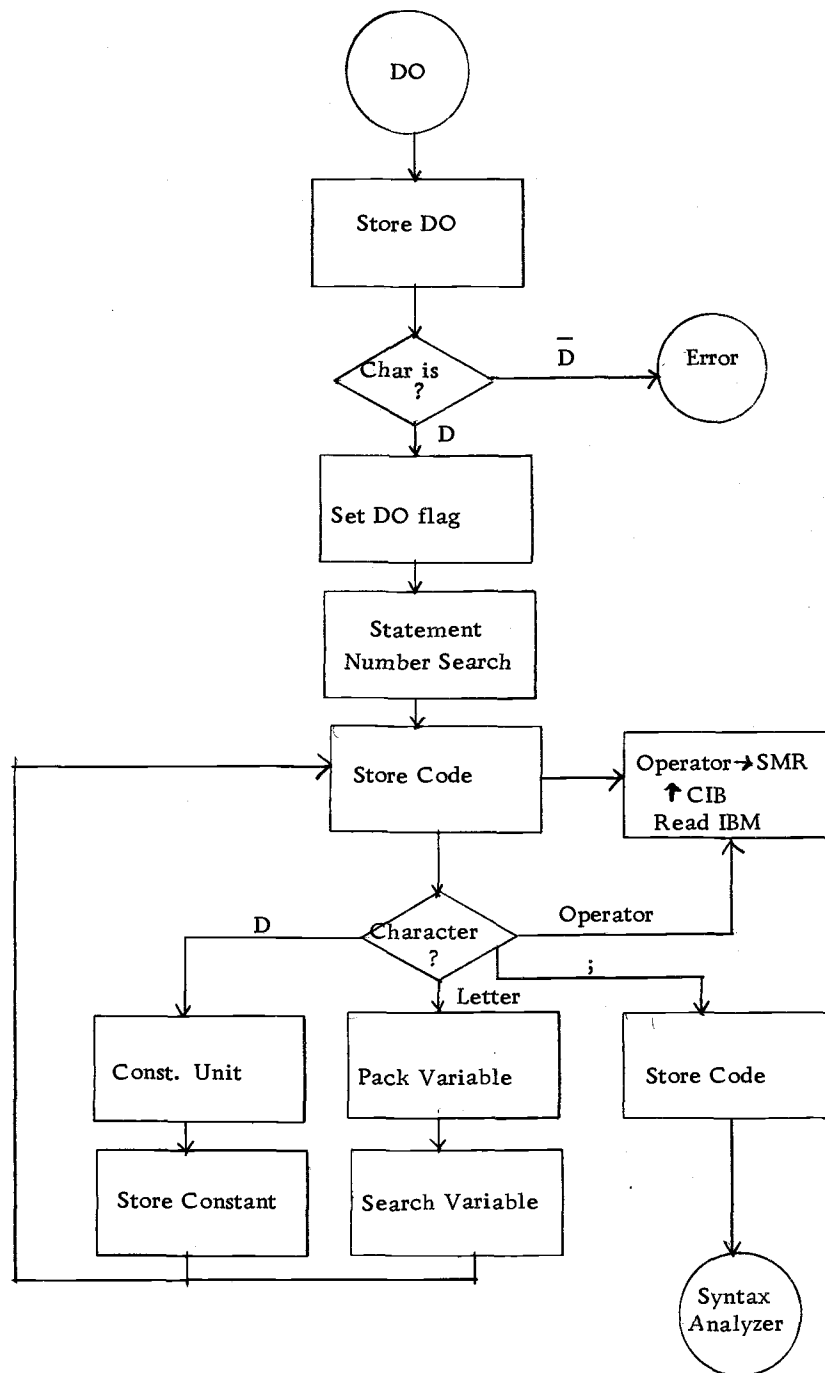 DO
Store DO
Char is
?
D̅
Error
D
Set DO flag
Statement
Number Search
Store Code
Operator→SMR
↑ CIB
Read IBM
D
Character
?
Operator
;
Letter
Const. Unit
Pack Variable
Store Code
Store Constant
Search Variable
Syntax
Analyzer